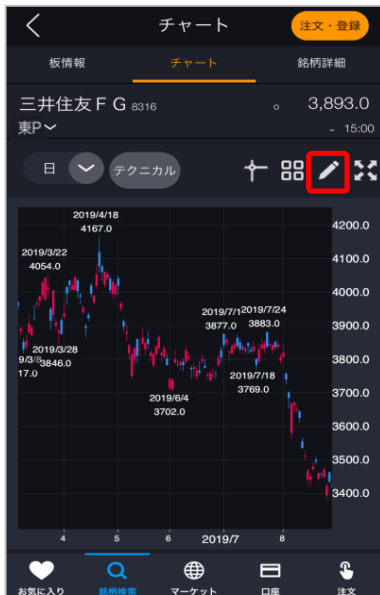 チャート
注文・登録
板情報
チャート
銘柄詳細
三井住友ＦＧ 8316
3,893.0
東P
- 15:00
日
テクニカル
2019/4/18
4167.0
2019/3/22
4054.0
2019/7/1
3877.0
2019/7/24
3883.0
9/3/8
17.0
2019/3/28
3846.0
2019/7/18
3769.0
2019/6/4
3702.0
4200.0
4100.0
4000.0
3900.0
3800.0
3700.0
3600.0
3500.0
3400.0
4
5
6
2019/7
8
お気に入り
銘柄検索
マーケット
口座
注文